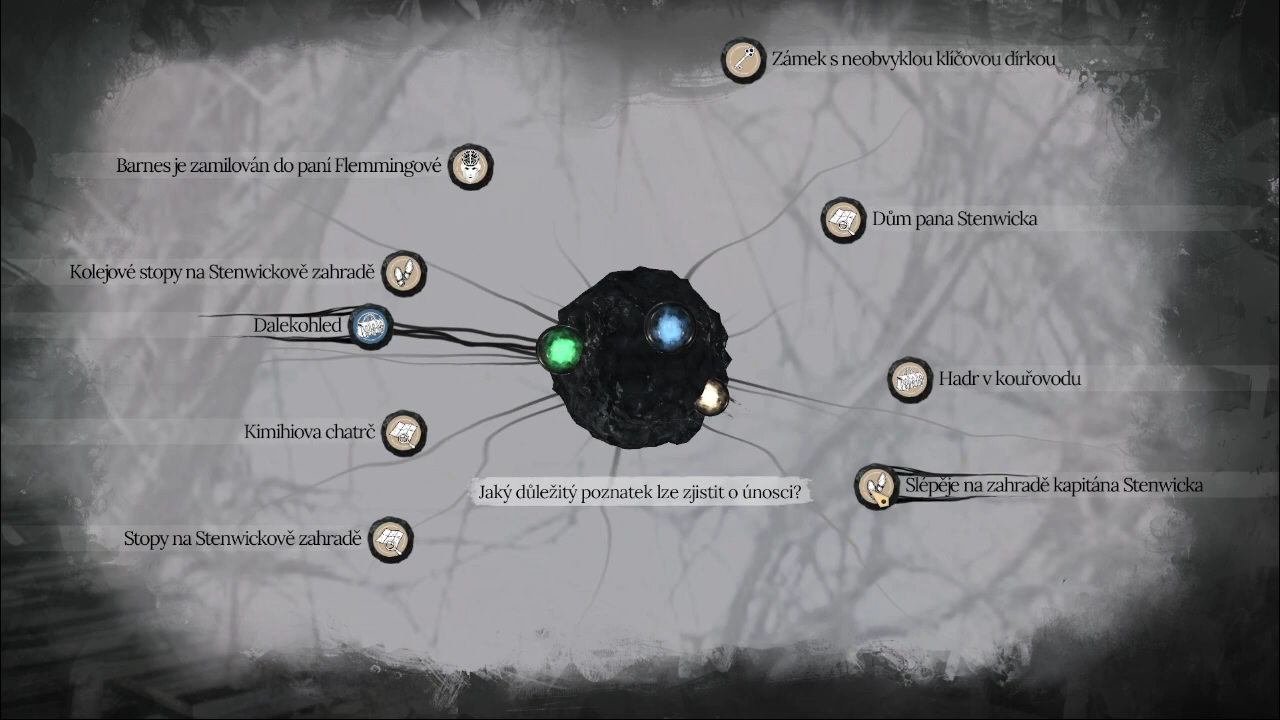 Zámek s neobvyklou klíčovou dírkou
Barnes je zamilován do paní Flemmingové
Dům pana Stenwicka
Kolejové stopy na Stenwickově zahradě
Dalekohled
Hadr v kouřovodu
Kimihiova chatrč
Slépěje na zahradě kapitána Stenwicka
Jaký důležitý poznatek lze zjistit o únosci?
Stopy na Stenwickově zahradě